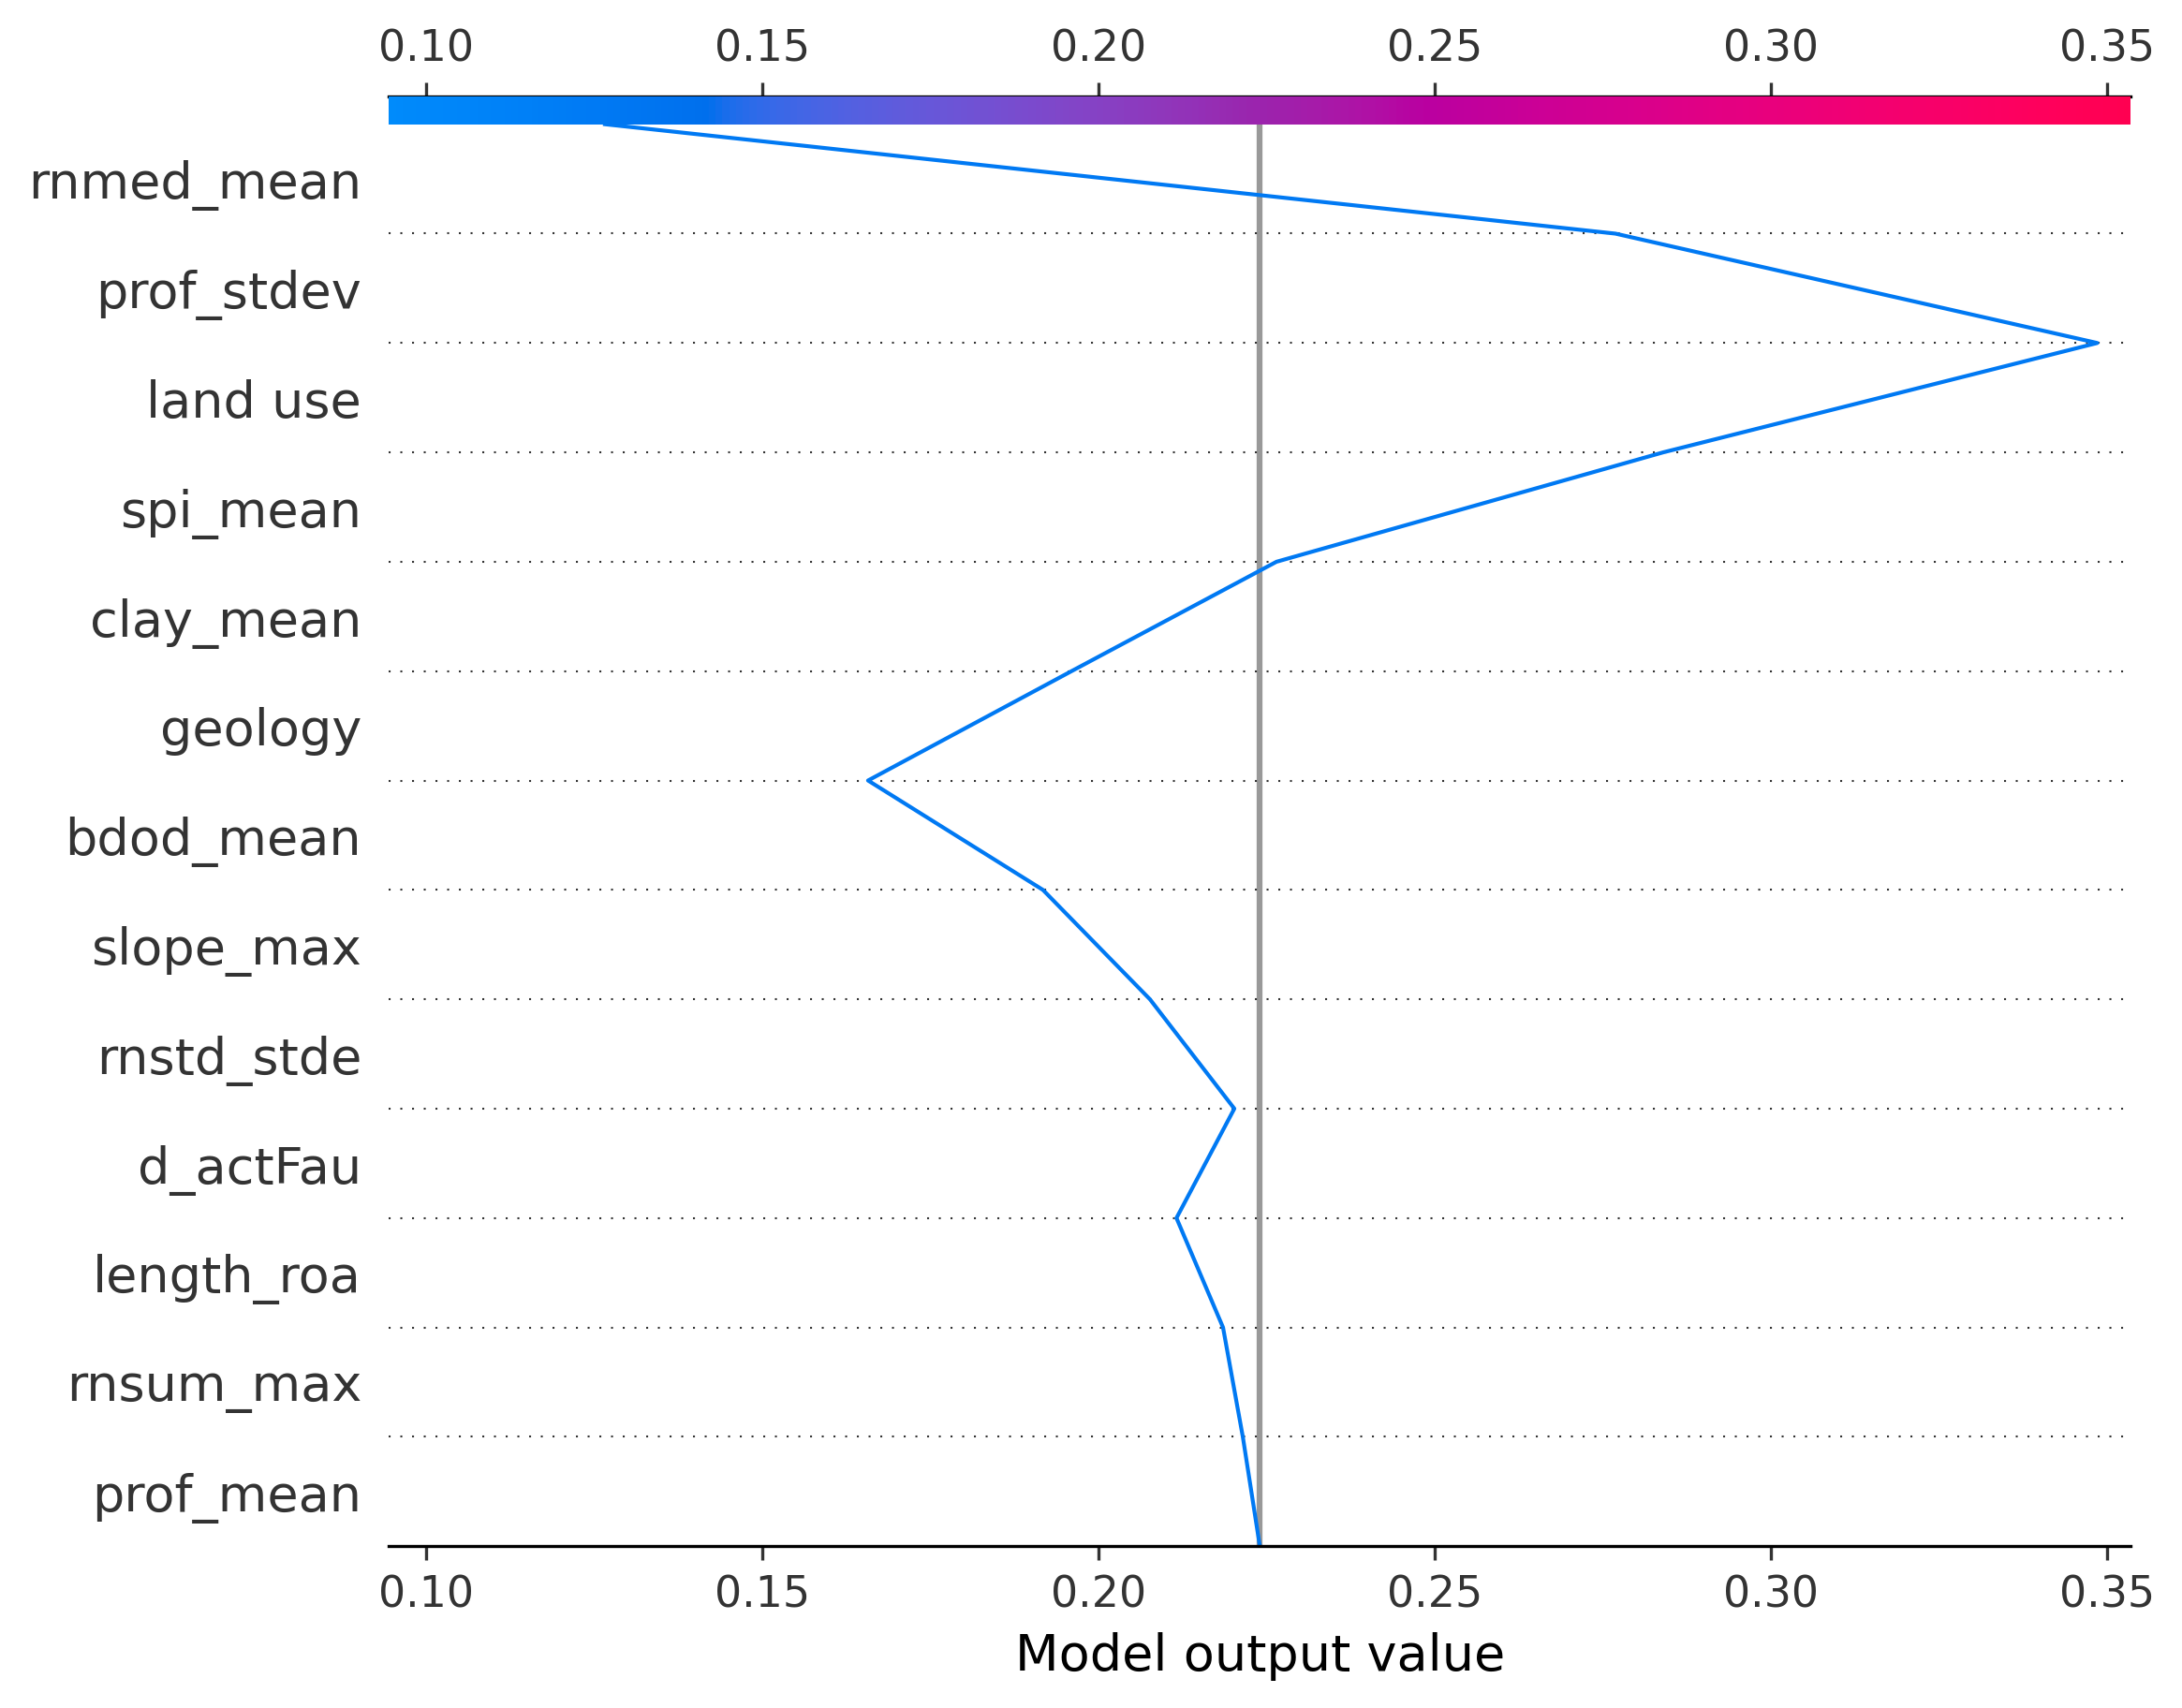 0.10 0.15 0.20 0.25 0.30 0.35
rnmed_mean
prof_stdev
land use
spi_mean
clay_mean
geology
bdod_mean
slope_max
rnstd_stde
d_actFau
length_roa
rnsum_max
prof_mean
0.10 0.15 0.20 0.25 0.30 0.35
Model output value